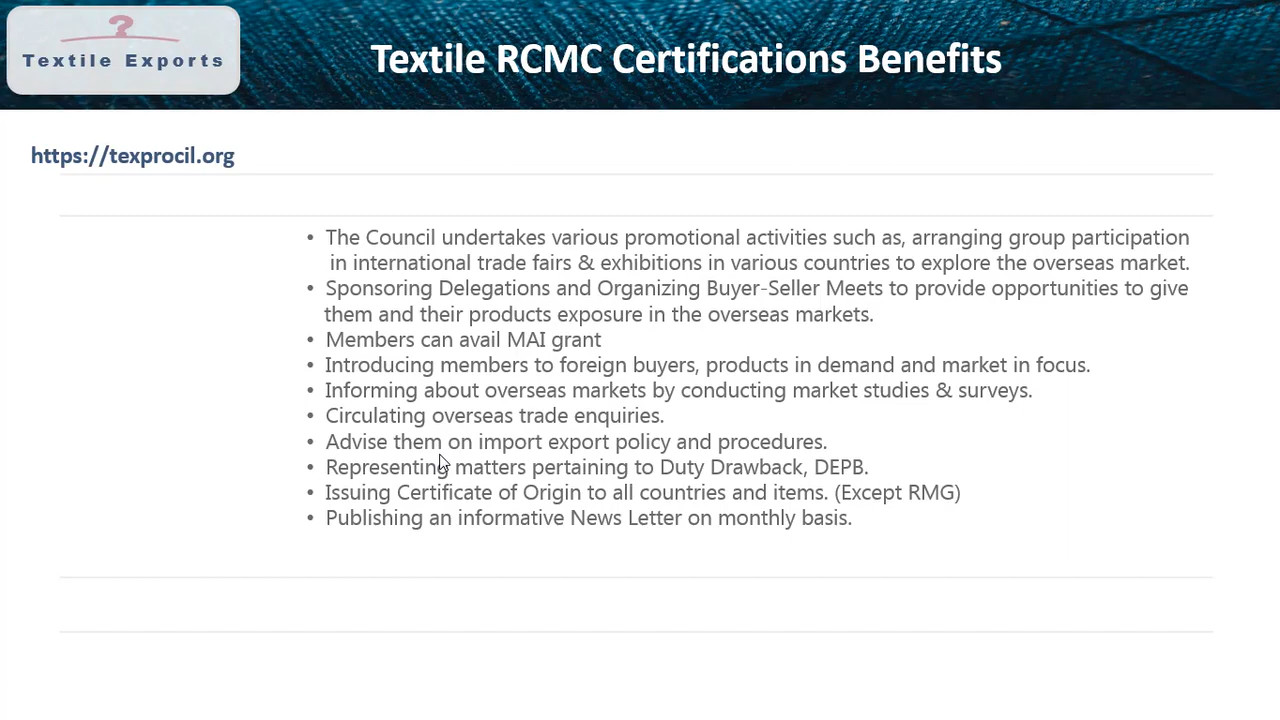 ?
Textile Exports
Textile RCMC Certifications Benefits
https://texprocil.org
• The Council undertakes various promotional activities such as, arranging group participation
in international trade fairs & exhibitions in various countries to explore the overseas market.
• Sponsoring Delegations and Organizing Buyer-Seller Meets to provide opportunities to give
them and their products exposure in the overseas markets.
• Members can avail MAI grant
• Introducing members to foreign buyers, products in demand and market in focus.
• Informing about overseas markets by conducting market studies & surveys.
• Circulating overseas trade enquiries.
• Advise them on import export policy and procedures.
• Representing matters pertaining to Duty Drawback, DEPB.
• Issuing Certificate of Origin to all countries and items. (Except RMG)
• Publishing an informative News Letter on monthly basis.